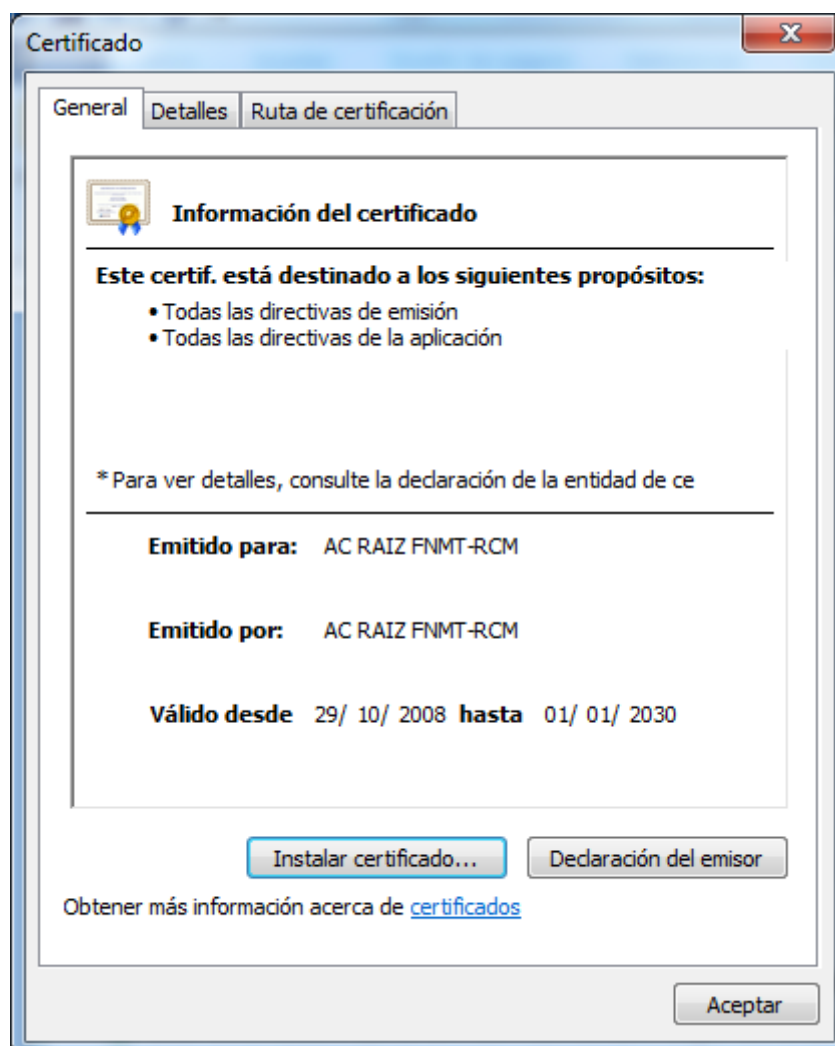 Certificado
General Detalles Ruta de certificación
Información del certificado
Este certif. está destinado a los siguientes propósitos:
• Todas las directivas de emisión
• Todas las directivas de la aplicación
* Para ver detalles, consulte la declaración de la entidad de ce
Emitido para: AC RAIZ FNMT-RCM
Emitido por: AC RAIZ FNMT-RCM
Válido desde 29/ 10/ 2008 hasta 01/ 01/ 2030
Instalar certificado... Declaración del emisor
Obtener más información acerca de certificados
Aceptar